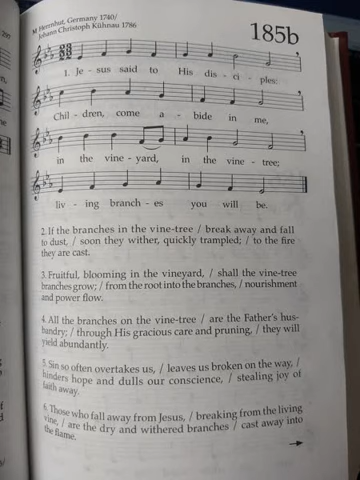 M Herrnhut, Germany 1740/
Johann Christoph Kühnau 1786
185b
297
1. Je - sus said to His dis - ci - ples:
Chil - dren, come a - bide in me,
in the vine - yard, in the vine - tree;
liv - ing branch - es you will be.
2. If the branches in the vine-tree / break away and fall
to dust, / soon they wither, quickly trampled; / to the fire
they are cast.
3. Fruitful, blooming in the vineyard, / shall the vine-tree
branches grow; / from the root into the branches, / nourishment
and power flow.
4. All the branches on the vine-tree / are the Father's hus-
bandry; / through His gracious care and pruning, / they will
yield abundantly.
5. Sin so often overtakes us, / leaves us broken on the way, /
hinders hope and dulls our conscience, / stealing joy of
faith away.
6. Those who fall away from Jesus, / breaking from the living
vine, / are the dry and withered branches / cast away into
the flame.